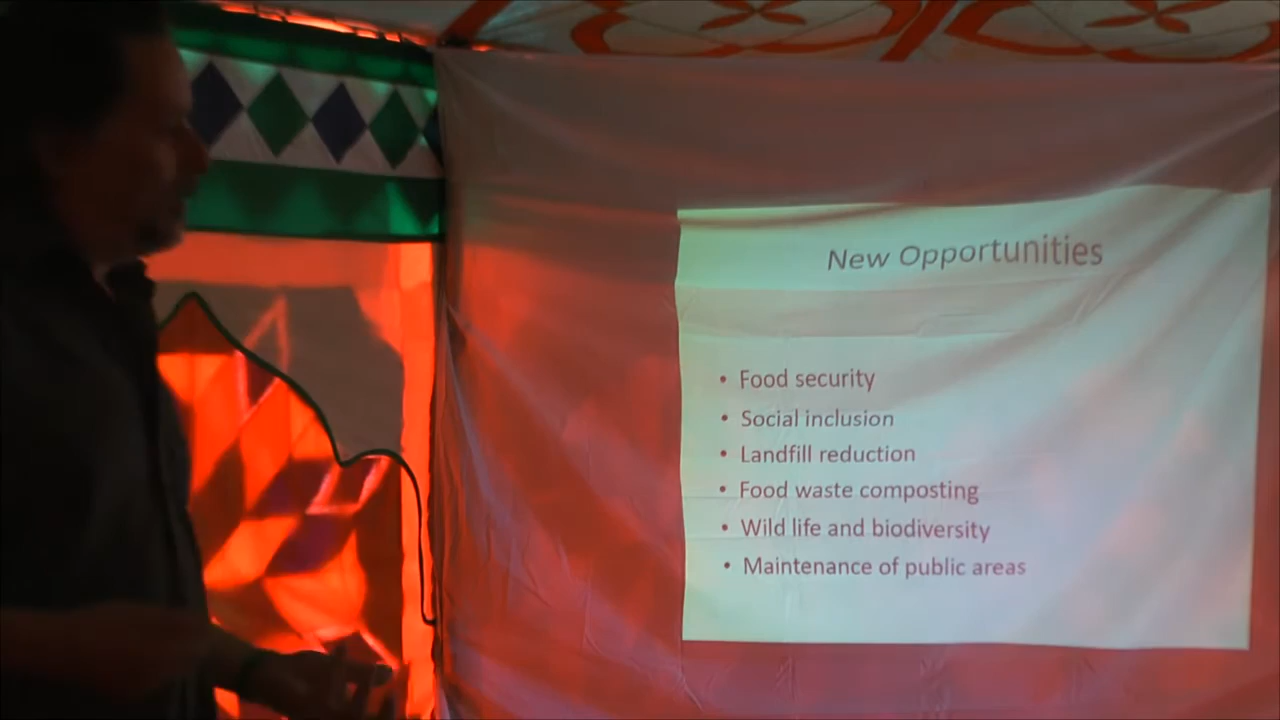 New Opportunities
• Food security
• Social inclusion
• Landfill reduction
• Food waste composting
• Wild life and biodiversity
• Maintenance of public areas